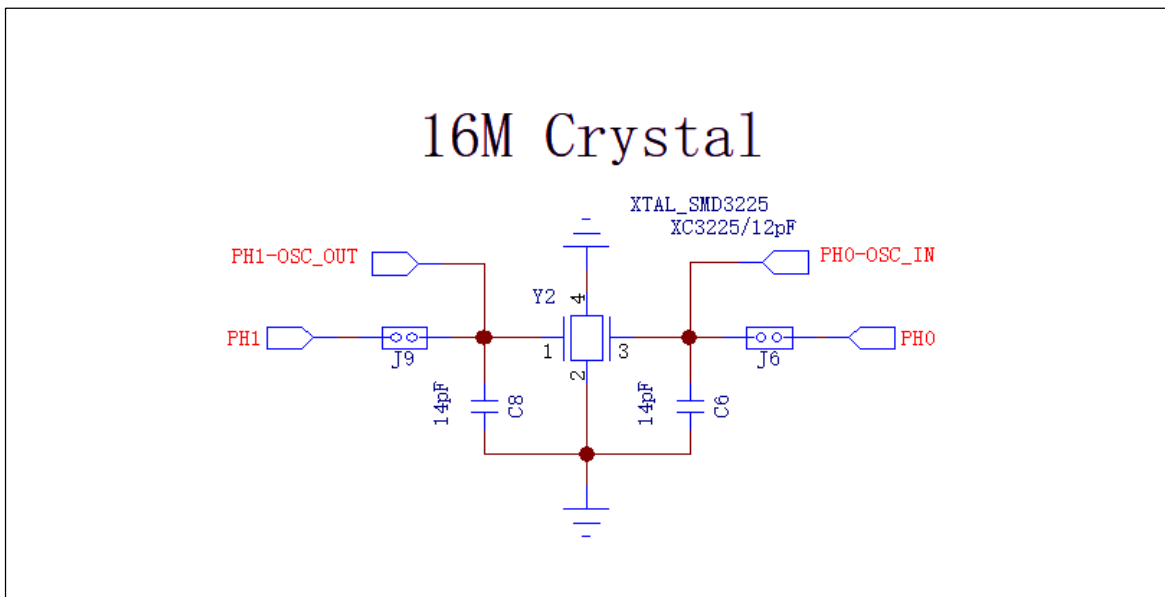 16M Crystal
XTAL_SMD3225
XC3225/12pF
PH1-OSC_OUT
PH0-OSC_IN
Y2
4
PH1
J9
1
3
J6
PH0
2
14pF
C8
14pF
C6